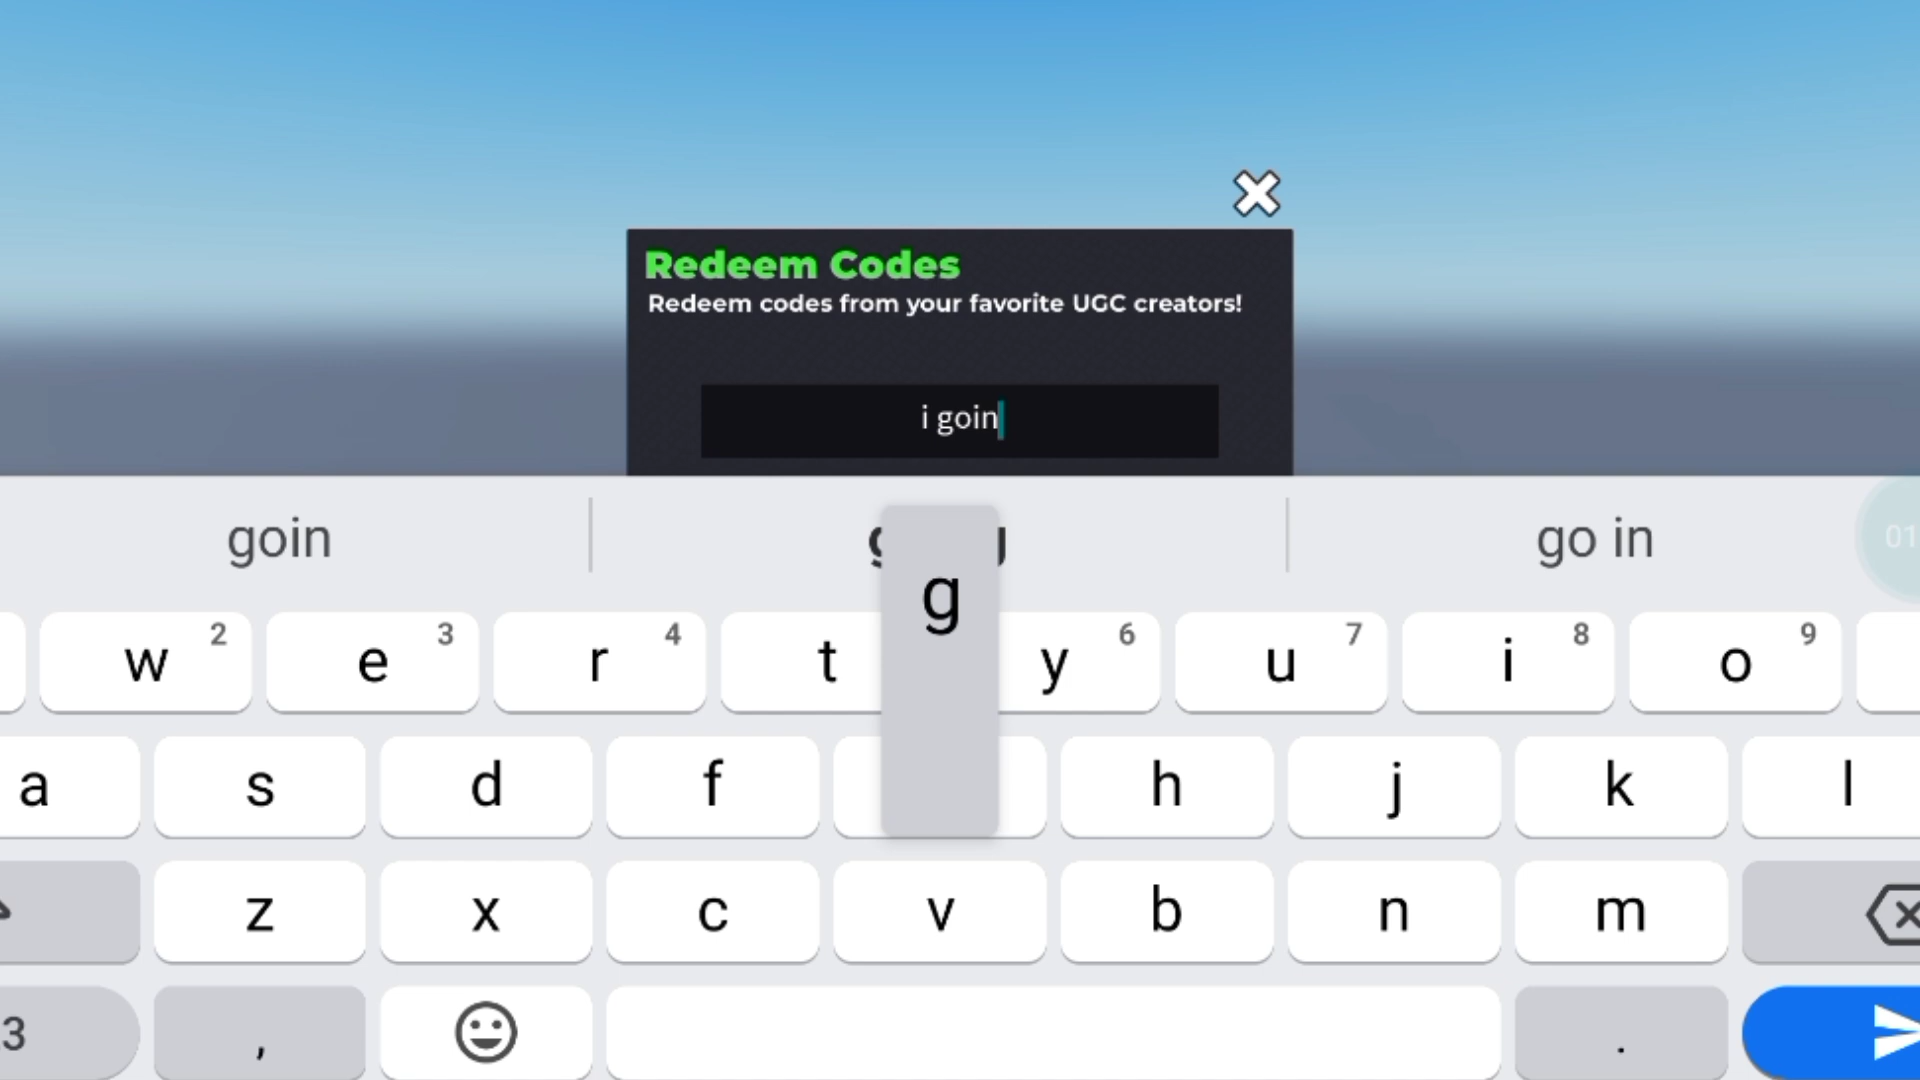 Redeem Codes
Redeem codes from your favorite UGC creators!
i goin
goin
go in
01
g
w 2 e 3 r 4 t y 6 u 7 i 8 o 9
a s d f h j k l
z x c v b n m
3 , .